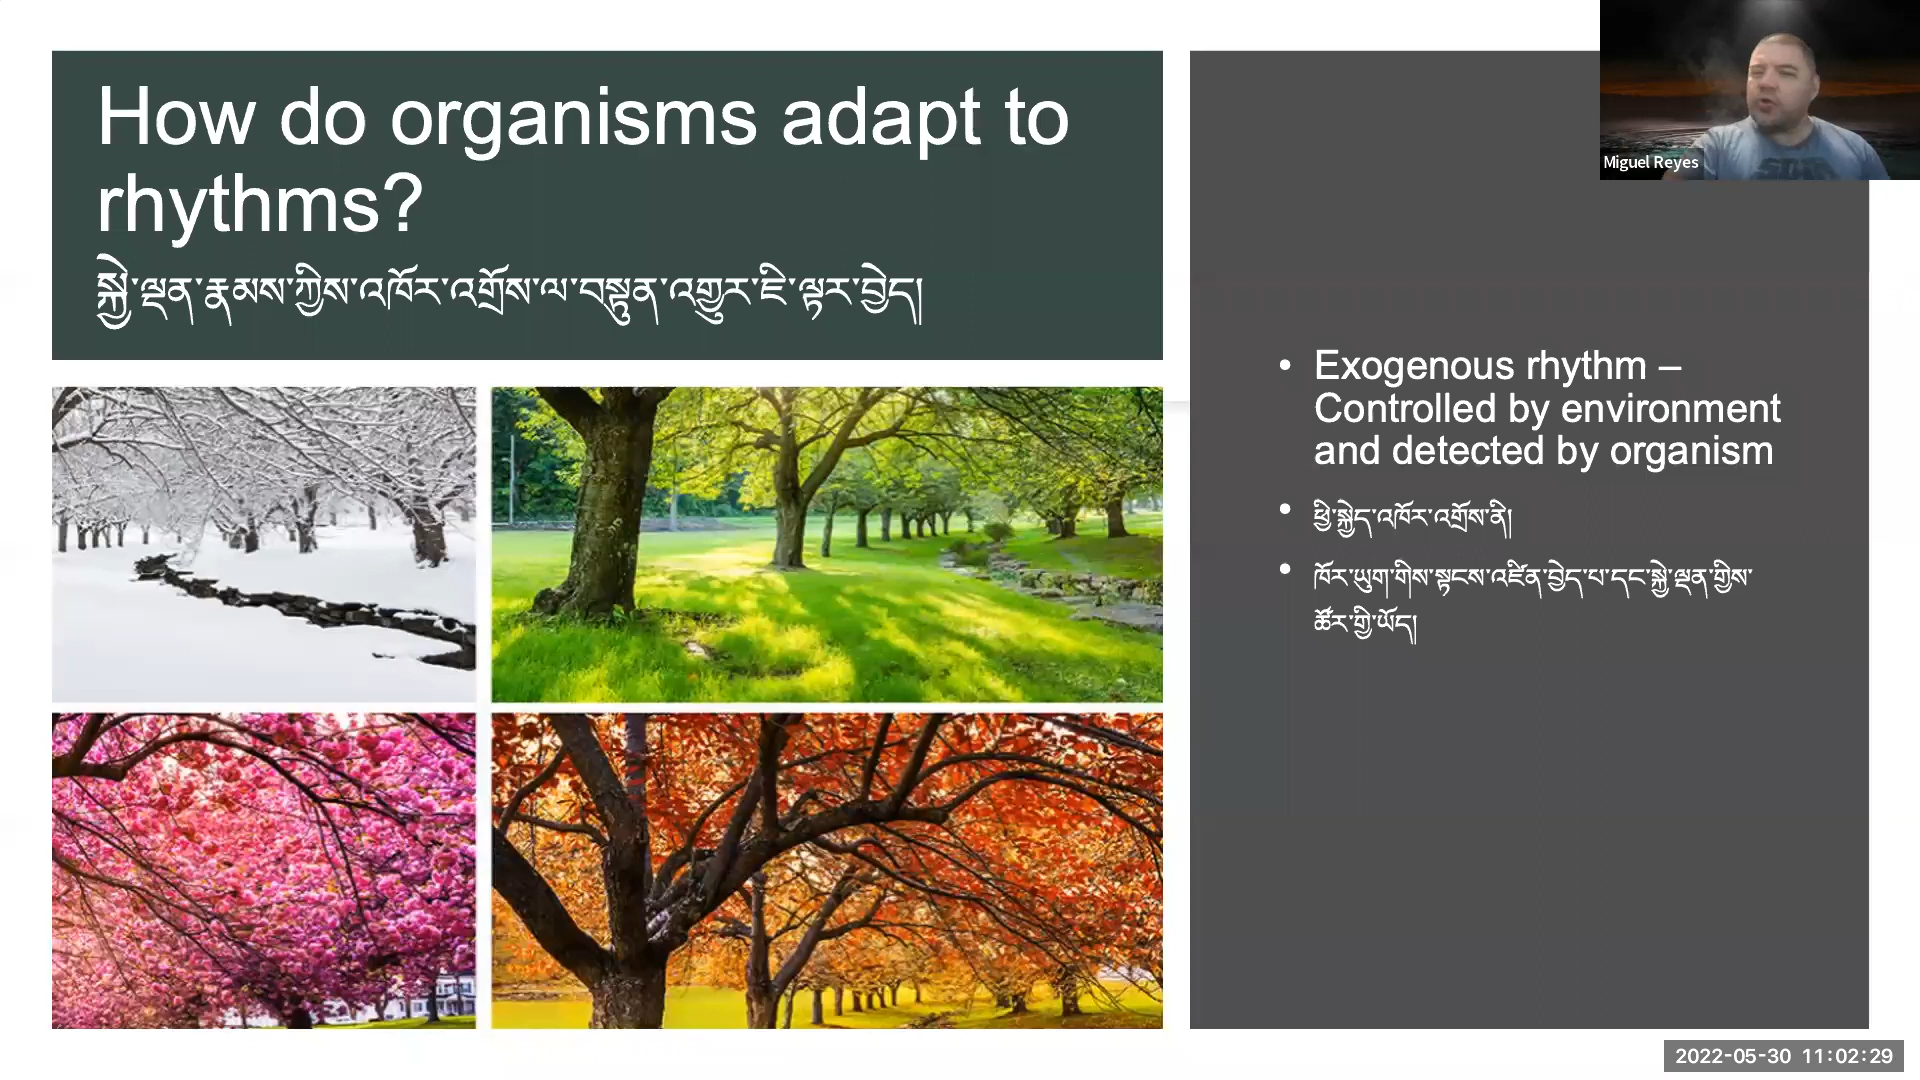 How do organisms adapt to
rhythms?
སྐྱེ་ལྡན་རྣམས་ཀྱིས་འཁོར་འགྲོས་ལ་བསྟུན་འགྱུར་ཇི་ལྟར་བྱེད།
• Exogenous rhythm –
Controlled by environment
and detected by organism
• ཕྱི་སྐྱེད་འཁོར་འགྲོས་ནི།
• ཁོར་ཡུག་གིས་སྟངས་འཛིན་བྱེད་པ་དང་སྐྱེ་ལྡན་གྱིས་
ཚོར་གྱི་ཡོད།
Miguel Reyes
2022-05-30 11:02:29